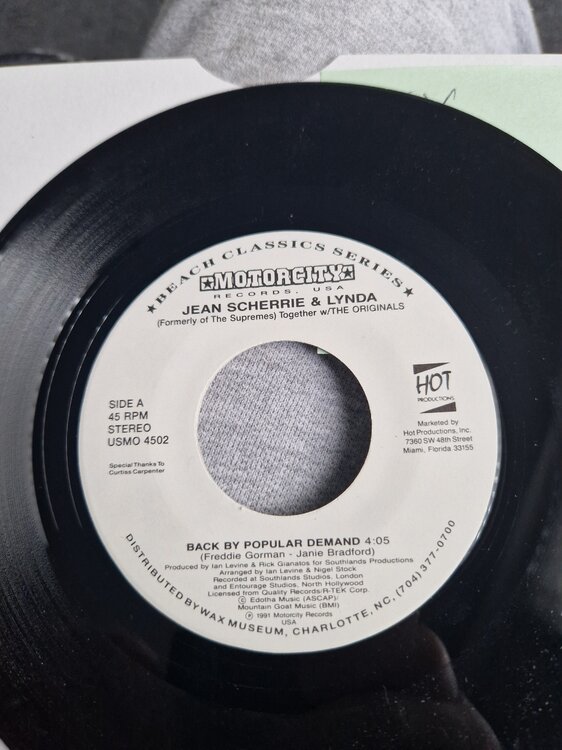 ★BEACH CLASSICS SERIES★
★MOTORCITY★
RECORDS, USA
JEAN SCHERRIE & LYNDA
(Formerly of The Supremes) Together w/THE ORIGINALS
SIDE A
45 RPM
STEREO
USMO 4502
Special Thanks To
Curtiss Carpenter
HOT
PRODUCTIONS
Marketed by
Hot Productions, Inc.
7360 SW 48th Street
Miami, Florida 33155
BACK BY POPULAR DEMAND 4:05
(Freddie Gorman - Janie Bradford)
Produced by Ian Levine & Rick Gianatos for Southlands Productions
Arranged by Ian Levine & Nigel Stock
Recorded at Southlands Studios, London
and Entourage Studios, North Hollywood
Licensed from Quality Records/R-TEK Corp.
© Edotha Music (ASCAP)/
Mountain Goat Music (BMI)
℗ 1991 Motorcity Records
USA
DISTRIBUTED BY WAX MUSEUM, CHARLOTTE, NC, (704) 377-0700